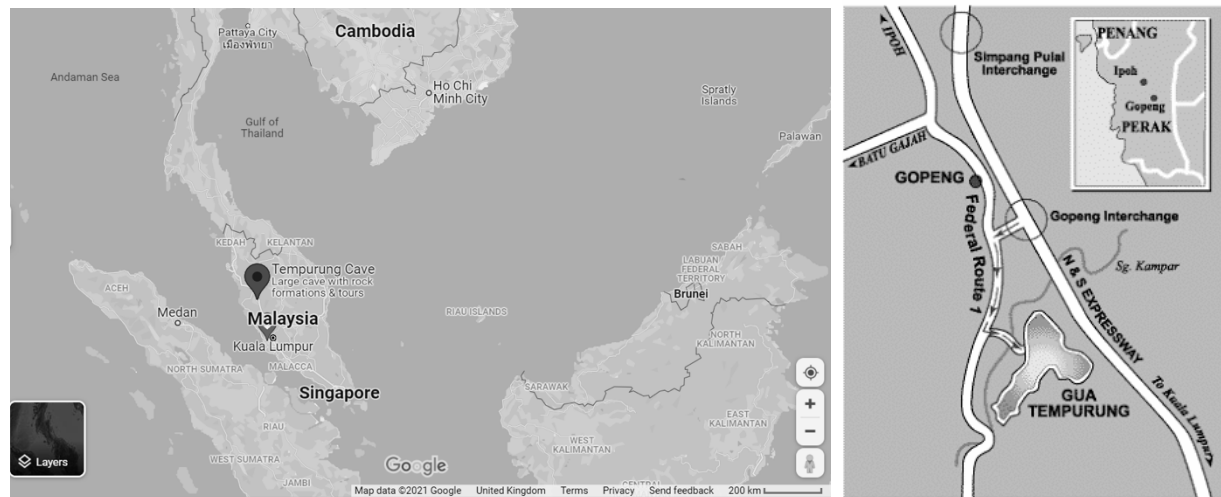 Pattaya City
เมืองพัทยา
Cambodia
Andaman Sea
Ho Chi
Minh City
Spratly
Islands
Gulf of
Thailand
Palawan
KEDAH
KELANTAN
SABAH
Tempurung Cave
Large cave with rock
formations & tours
LABUAN
FEDERAL
TERRITORY
ACEH
Brunei
Medan
Malaysia
RIAU ISLANDS
Kuala Lumpur
NORTH
KALIMANTAN
NORTH SUMATRA
MALACCA
SARAWAK
Singapore
EAST
KALIMANTAN
RIAU
WEST
KALIMANTAN
WEST SUMATRA
Layers
Google
JAMBI
CENTRAL
Map data ©2021 Google United Kingdom Terms Privacy Send feedback 200 km
IPOH
Simpang Pulai
Interchange
PENANG
Ipoh
Gopeng
PERAK
BATU GAJAH
GOPENG
Federal Route 1
Gopeng Interchange
Sg. Kampar
N & S EXPRESSWAY
GUA
TEMPURUNG
To Kuala Lumpur